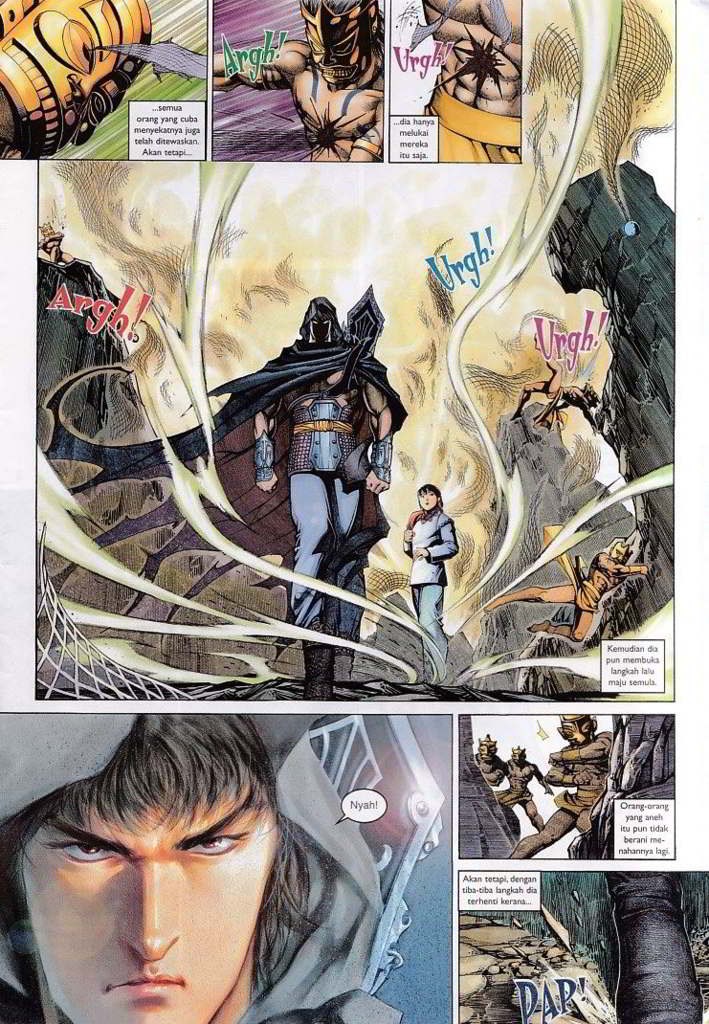 ...semua
orang yang cuba
menyekatnya juga
telah ditewaskan.
Akan tetapi...
Argh!
Urgh!
...dia hanya
melukai
mereka
itu saja.
Argh!
Urgh!
Urgh!
Kemudian dia
pun membuka
langkah lalu
maju semula.
Nyah!
Orang-orang
yang aneh
itu pun tidak
berani me-
nahannya lagi.
Akan tetapi, dengan
tiba-tiba langkah dia
terhenti kerana...
DAP!